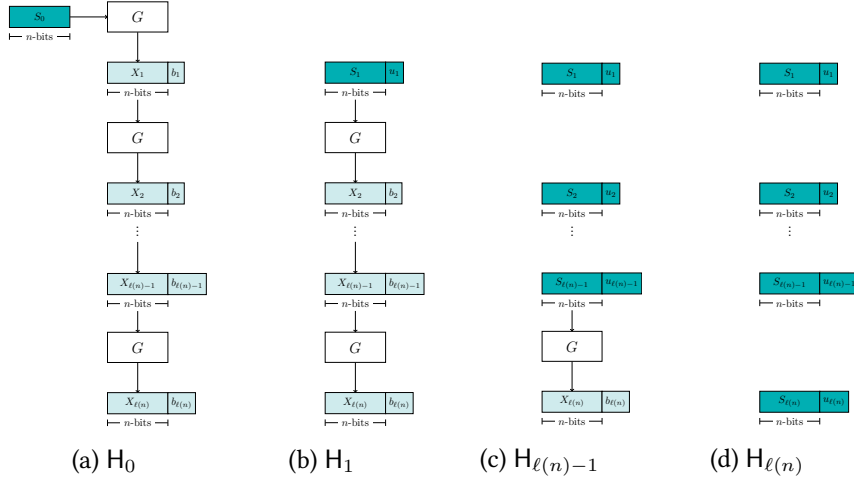 S_0
G
n-bits
X_1 b_1
S_1 u_1
S_1 u_1
S_1 u_1
n-bits
n-bits
n-bits
n-bits
G
G
X_2 b_2
X_2 b_2
S_2 u_2
S_2 u_2
n-bits
n-bits
n-bits
n-bits
⋮
⋮
⋮
⋮
X_{ℓ(n)−1} b_{ℓ(n)−1}
X_{ℓ(n)−1} b_{ℓ(n)−1}
S_{ℓ(n)−1} u_{ℓ(n)−1}
S_{ℓ(n)−1} u_{ℓ(n)−1}
n-bits
n-bits
n-bits
n-bits
G
G
G
X_{ℓ(n)} b_{ℓ(n)}
X_{ℓ(n)} b_{ℓ(n)}
X_{ℓ(n)} b_{ℓ(n)}
S_{ℓ(n)} u_{ℓ(n)}
n-bits
n-bits
n-bits
n-bits
(a) H_0
(b) H_1
(c) H_{ℓ(n)−1}
(d) H_{ℓ(n)}